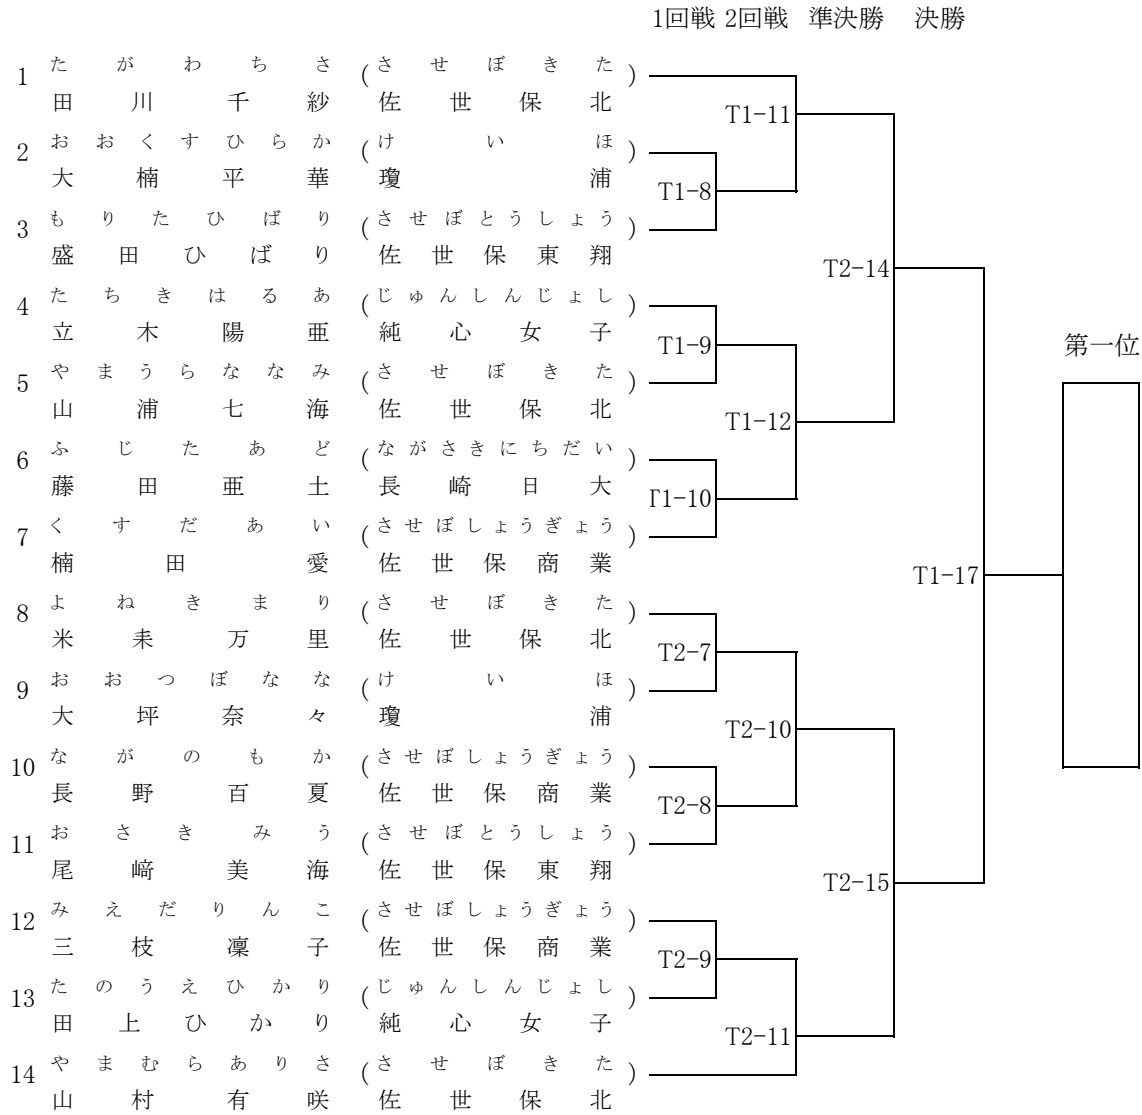 1回戦 2回戦 準決勝 決勝
たがわちさ (させぼきた)
1 田川千紗 佐世保北
T1-11
おおくすひらか (けいほ)
2 大楠平華 瓊浦
T1-8
もりたひばり (させぼとうしょう)
3 盛田ひばり 佐世保東翔
T2-14
たちきはるあ (じゅんしんじょし)
4 立木陽亜 純心女子
T1-9
第一位
やまうらななみ (させぼきた)
5 山浦七海 佐世保北
T1-12
ふじたあど (ながさきにちだい)
6 藤田亜土 長崎日大
T1-10
くすだあい (させぼしょうぎょう)
7 楠田愛 佐世保商業
T1-17
よねきまり (させぼきた)
8 米耒万里 佐世保北
T2-7
おおつぼなな (けいほ)
9 大坪奈々 瓊浦
T2-10
ながのもか (させぼしょうぎょう)
10 長野百夏 佐世保商業
T2-8
おさきみう (させぼとうしょう)
11 尾﨑美海 佐世保東翔
T2-15
みえだりんこ (させぼしょうぎょう)
12 三枝凜子 佐世保商業
T2-9
たのうえひかり (じゅんしんじょし)
13 田上ひかり 純心女子
T2-11
やまむらありさ (させぼきた)
14 山村有咲 佐世保北